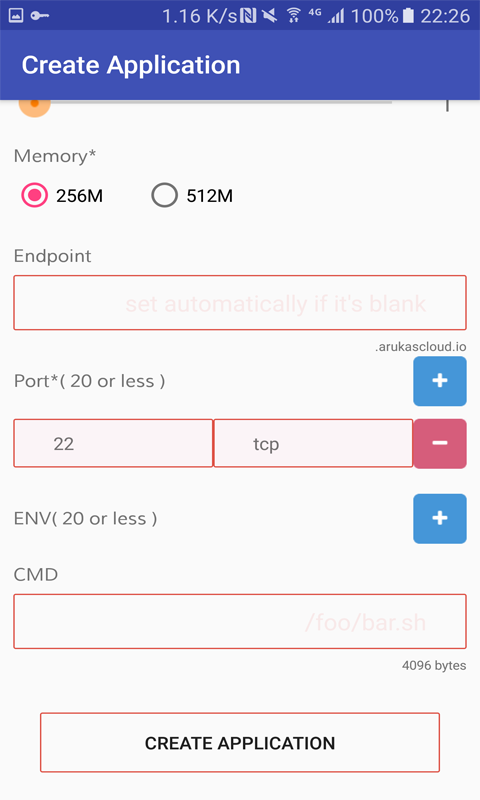 1.16 K/s 4G 100% 22:26
Create Application
Memory*
256M 512M
Endpoint
set automatically if it's blank
.arukascloud.io
Port*( 20 or less )
22 tcp
ENV( 20 or less )
CMD
/foo/bar.sh
4096 bytes
CREATE APPLICATION